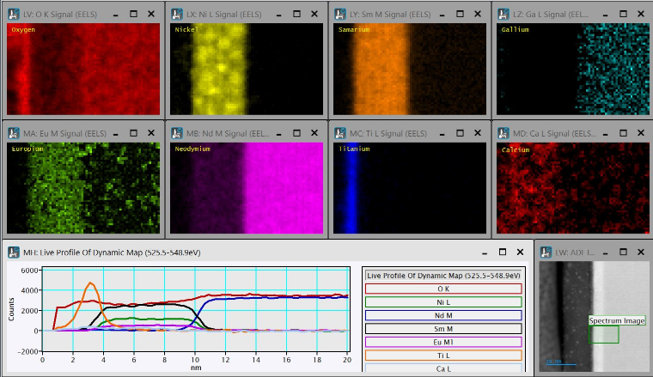 LV: O K Signal (EELS)
Oxygen
LX: Ni L Signal (EELS)
Nickel
LY: Sm M Signal (EELS)
Samarium
LZ: Ga L Signal (EELS)
Gallium
MA: Eu M Signal (EELS)
Europium
MB: Nd M Signal (EEL...
Neodymium
MC: Ti L Signal (EELS)
Titanium
MD: Ca L Signal (EELS)...
Calcium
MH: Live Profile Of Dynamic Map (525.5-548.9eV)
6000
4000
2000
0
-2000
Counts
0 2 4 6 8 10 12 14 16 18 20
nm
Live Profile Of Dynamic Map (525.5-548.9eV)
O K
Ni L
Nd M
Sm M
Eu M1
Ti L
Ca L
LW: ADF I...
Spectrum Image